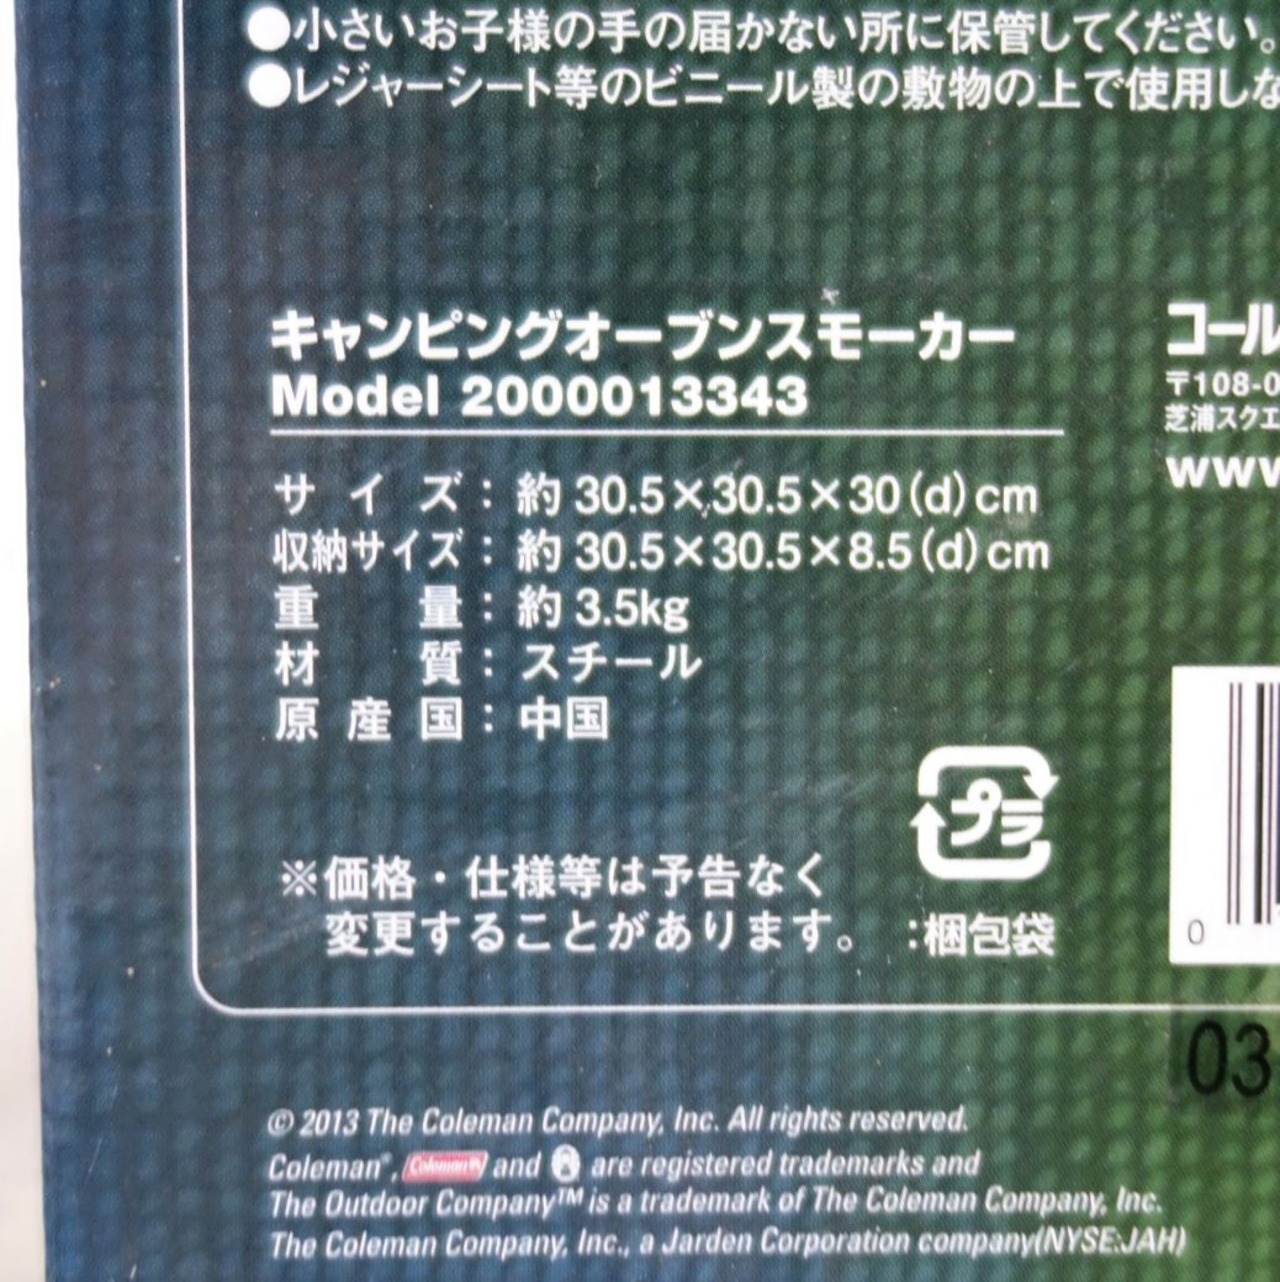 ●小さいお子様の手の届かない所に保管してください。
●レジャーシート等のビニール製の敷物の上で使用しな
キャンピングオーブンスモーカー
Model 2000013343
サイズ：約 30.5×30.5×30(d)cm
収納サイズ：約 30.5×30.5×8.5(d)cm
重量：約 3.5kg
材質：スチール
原産国：中国
プラ
※価格・仕様等は予告なく
変更することがあります。 :梱包袋
コール
〒108-0
芝浦スクエ
www
0
03
© 2013 The Coleman Company, Inc. All rights reserved.
Coleman®, Coleman and are registered trademarks and
The Outdoor Company™ is a trademark of The Coleman Company, Inc.
The Coleman Company, Inc., a Jarden Corporation company(NYSE:JAH)